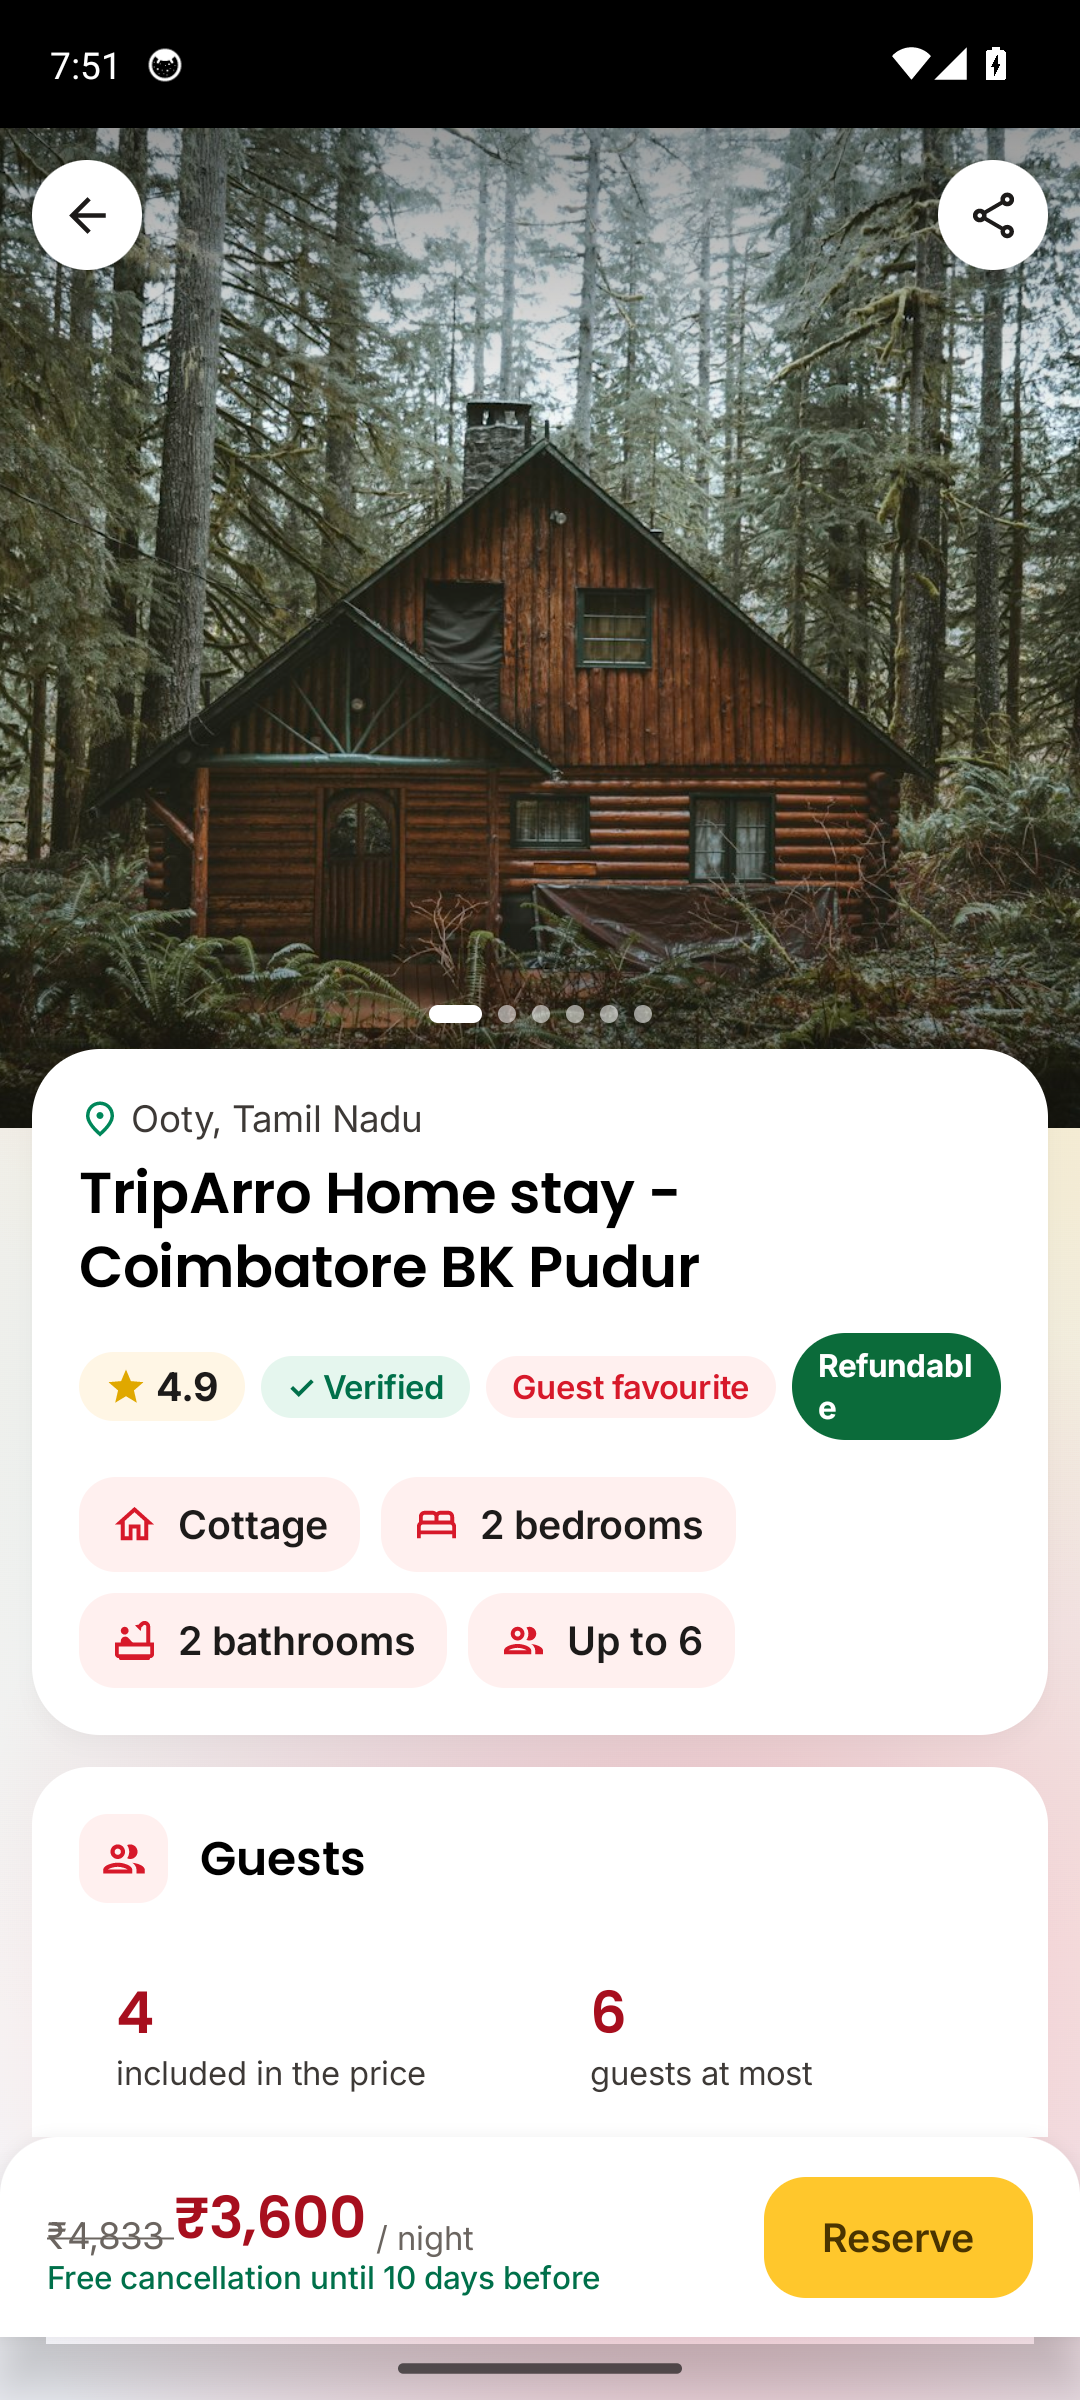 7:51
Ooty, Tamil Nadu
TripArro Home stay -
Coimbatore BK Pudur
4.9
Verified
Guest favourite
Refundabl
e
Cottage
2 bedrooms
2 bathrooms
Up to 6
Guests
4
included in the price
6
guests at most
₹4,833 ₹3,600 / night
Free cancellation until 10 days before
Reserve